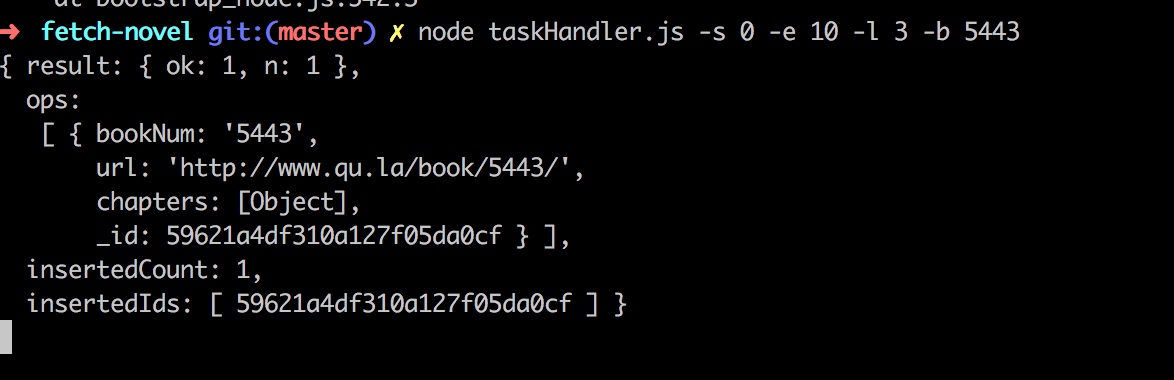 at bootstrap_node.js:542:3
➜ fetch-novel git:(master) ✗ node taskHandler.js -s 0 -e 10 -l 3 -b 5443
{ result: { ok: 1, n: 1 },
  ops:
   [ { bookNum: '5443',
       url: 'http://www.qu.la/book/5443/',
       chapters: [Object],
       _id: 59621a4df310a127f05da0cf } ],
  insertedCount: 1,
  insertedIds: [ 59621a4df310a127f05da0cf ] }